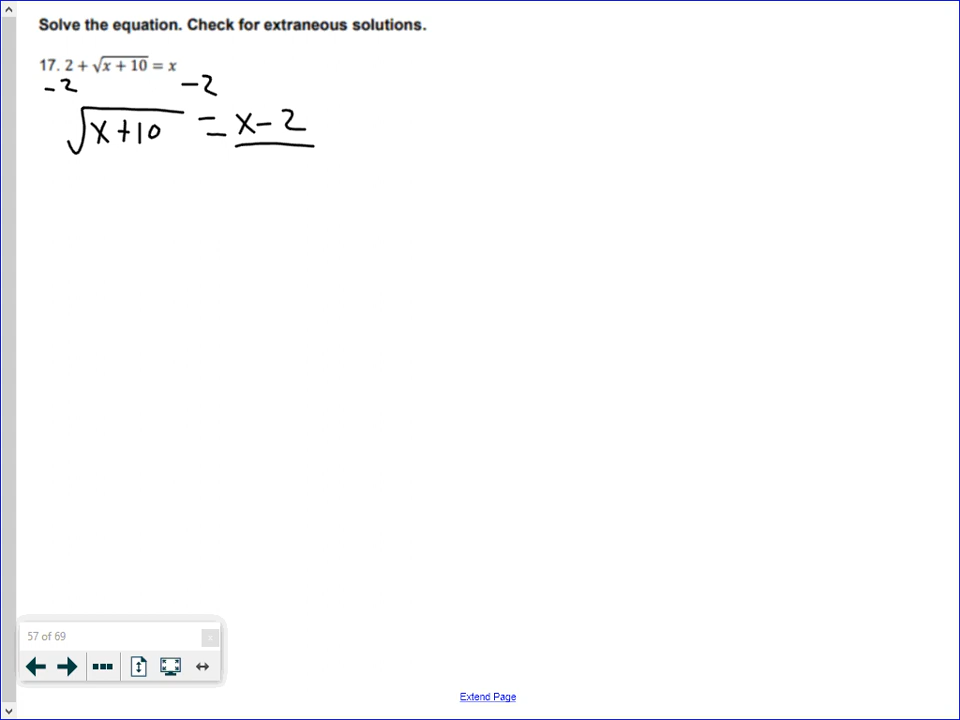 Solve the equation. Check for extraneous solutions.
17. 2 + √x + 10 = x
-2 -2
√x+10 = x-2
57 of 69
Extend Page